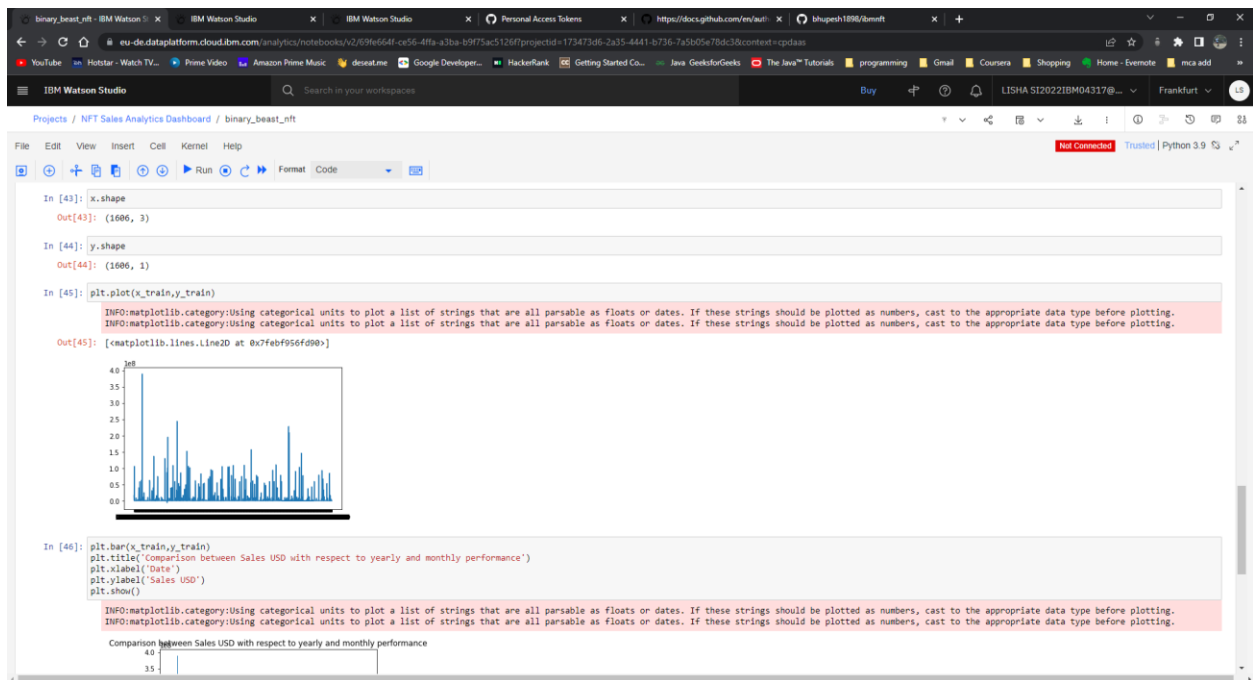 binary_beast_nft - IBM Watson S
IBM Watson Studio
IBM Watson Studio
Personal Access Tokens
https://docs.github.com/en/auth
bhupesh1898/ibmnft
eu-de.dataplatform.cloud.ibm.com/analytics/notebooks/v2/69fe664f-ce56-4ffa-a3ba-b9f75ac5126f?projectid=173473d6-2a35-4441-b736-7a5b05e78dc3&context=cpdaas
YouTube Hotstar - Watch TV... Prime Video Amazon Prime Music deseat.me Google Developer... HackerRank Getting Started Co... Java GeeksforGeeks The Java™ Tutorials programming Gmail Coursera Shopping Home - Evernote mca add
IBM Watson Studio Search in your workspaces Buy LISHA SI2022IBM04317@... Frankfurt LS
Projects / NFT Sales Analytics Dashboard / binary_beast_nft
File Edit View Insert Cell Kernel Help Not Connected Trusted | Python 3.9
Run Format Code
In [43]: x.shape
Out[43]: (1606, 3)
In [44]: y.shape
Out[44]: (1606, 1)
In [45]: plt.plot(x_train,y_train)
INFO:matplotlib.category:Using categorical units to plot a list of strings that are all parsable as floats or dates. If these strings should be plotted as numbers, cast to the appropriate data type before plotting.
INFO:matplotlib.category:Using categorical units to plot a list of strings that are all parsable as floats or dates. If these strings should be plotted as numbers, cast to the appropriate data type before plotting.
Out[45]: [<matplotlib.lines.Line2D at 0x7febf956fd90>]
1e8
4.0
3.5
3.0
2.5
2.0
1.5
1.0
0.5
0.0
In [46]: plt.bar(x_train,y_train)
plt.title('Comparison between Sales USD with respect to yearly and monthly performance')
plt.xlabel('Date')
plt.ylabel('Sales USD')
plt.show()
INFO:matplotlib.category:Using categorical units to plot a list of strings that are all parsable as floats or dates. If these strings should be plotted as numbers, cast to the appropriate data type before plotting.
INFO:matplotlib.category:Using categorical units to plot a list of strings that are all parsable as floats or dates. If these strings should be plotted as numbers, cast to the appropriate data type before plotting.
Comparison between Sales USD with respect to yearly and monthly performance
4.0
3.5